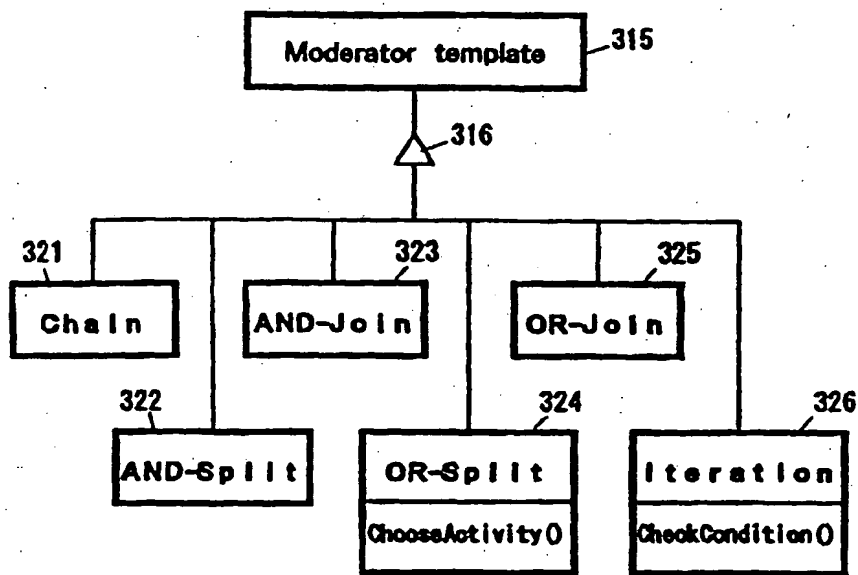 Moderator template
315
316
321
323
325
Chain
AND-Join
OR-Join
322
324
326
AND-Split
OR-Split
Iteration
ChooseActivity()
CheckCondition()